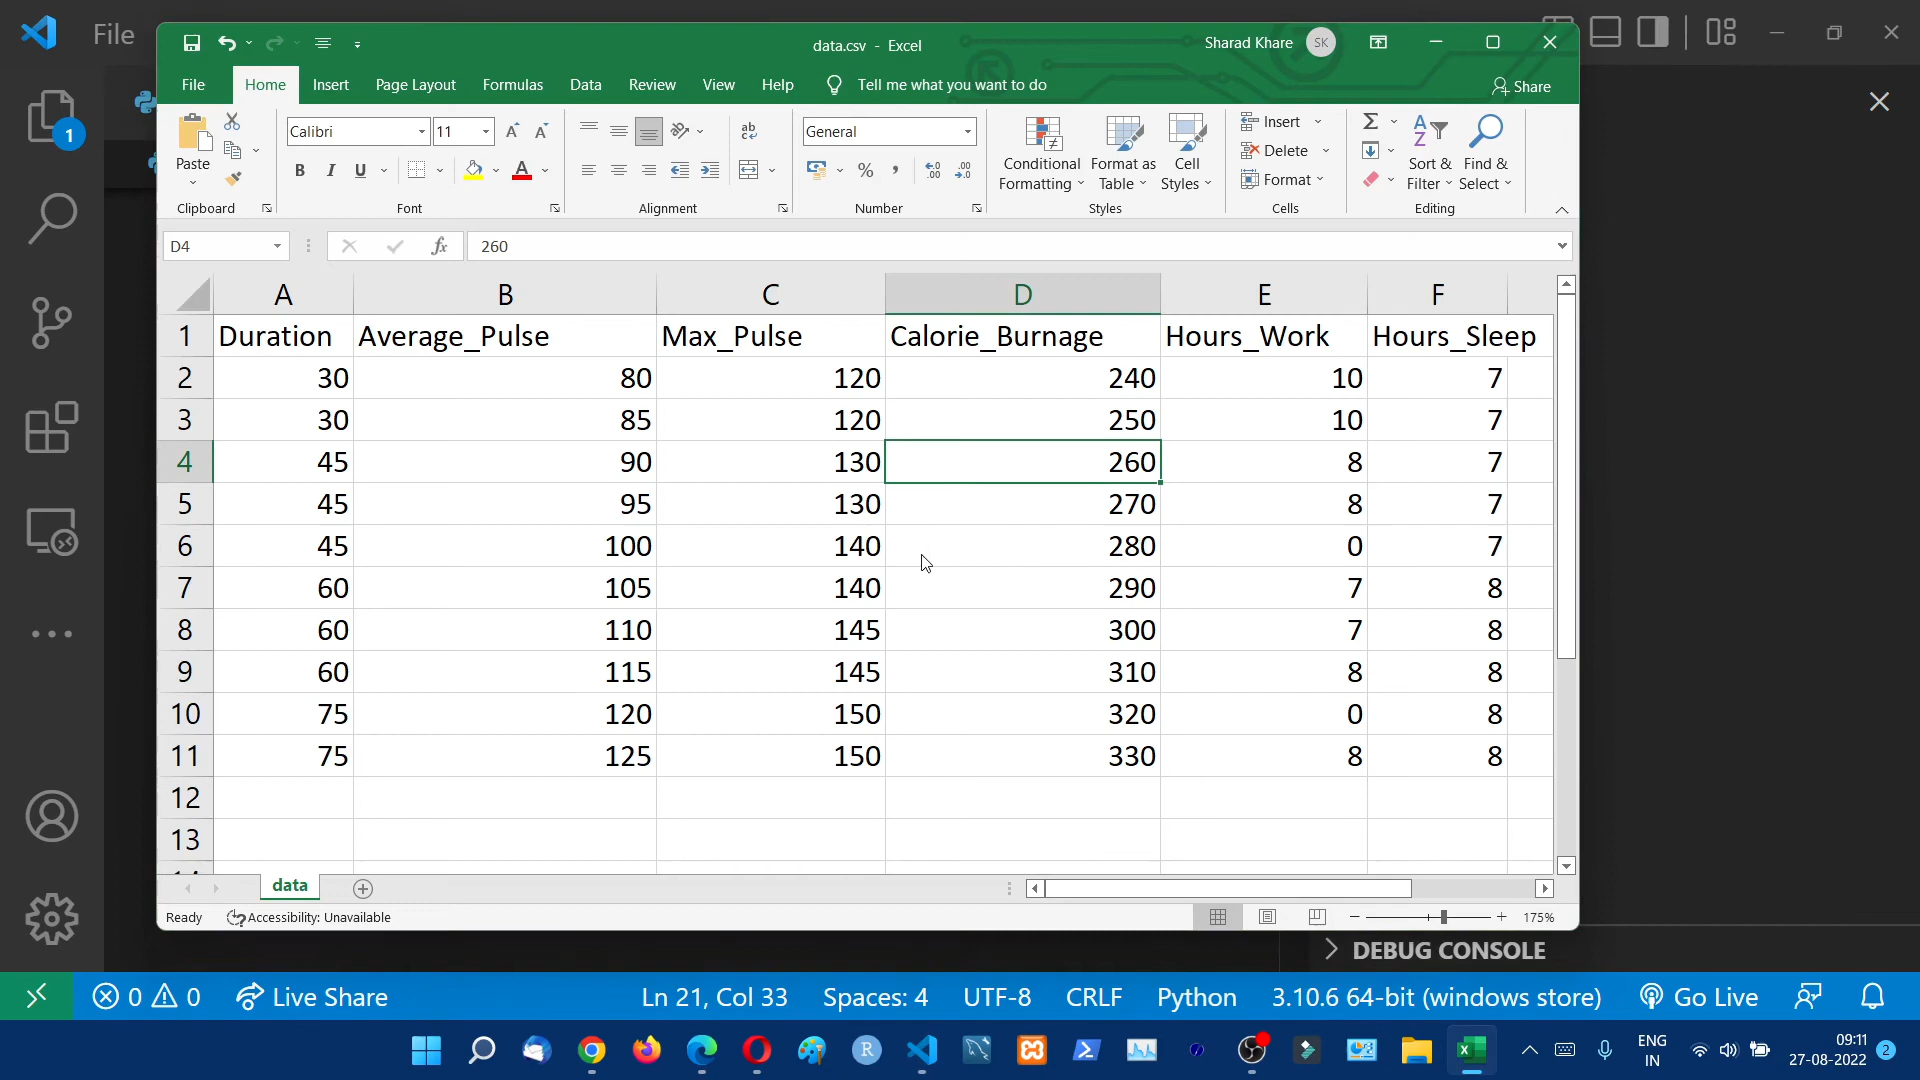 File
data.csv - Excel
Sharad Khare SK
File Home Insert Page Layout Formulas Data Review View Help Tell me what you want to do Share
1
Paste
Calibri 11
ab
General
Conditional Formatting
Format as Table
Cell Styles
Insert
Delete
Format
Sort & Filter
Find & Select
B I U A
%
Clipboard Font Alignment Number Styles Cells Editing
D4 fx 260
A B C D E F
1 Duration Average_Pulse Max_Pulse Calorie_Burnage Hours_Work Hours_Sleep
2 30 80 120 240 10 7
3 30 85 120 250 10 7
4 45 90 130 260 8 7
5 45 95 130 270 8 7
6 45 100 140 280 0 7
7 60 105 140 290 7 8
8 60 110 145 300 7 8
9 60 115 145 310 8 8
10 75 120 150 320 0 8
11 75 125 150 330 8 8
12
13
data
Ready Accessibility: Unavailable 175%
DEBUG CONSOLE
0 0 Live Share Ln 21, Col 33 Spaces: 4 UTF-8 CRLF Python 3.10.6 64-bit (windows store) Go Live
ENG 09:11
IN 27-08-2022 2